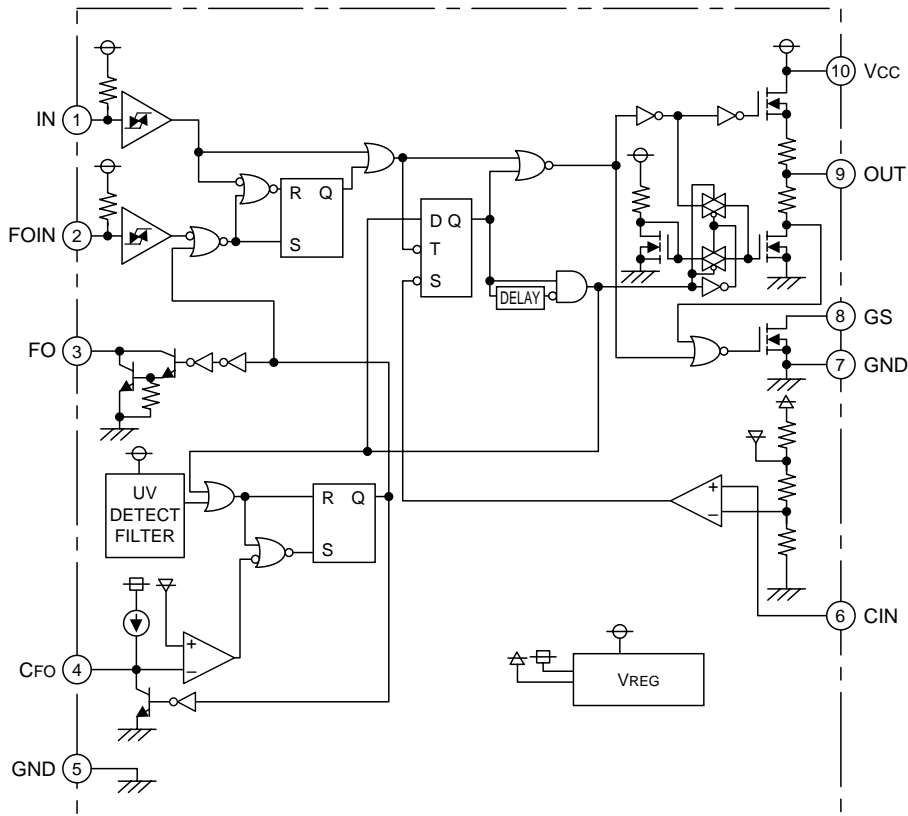 IN 1
FOIN 2
FO 3
CFO 4
GND 5
10 VCC
9 OUT
8 GS
7 GND
6 CIN
R Q
S
D Q
T
S
DELAY
UV
DETECT
FILTER
R Q
S
+
−
+
−
VREG